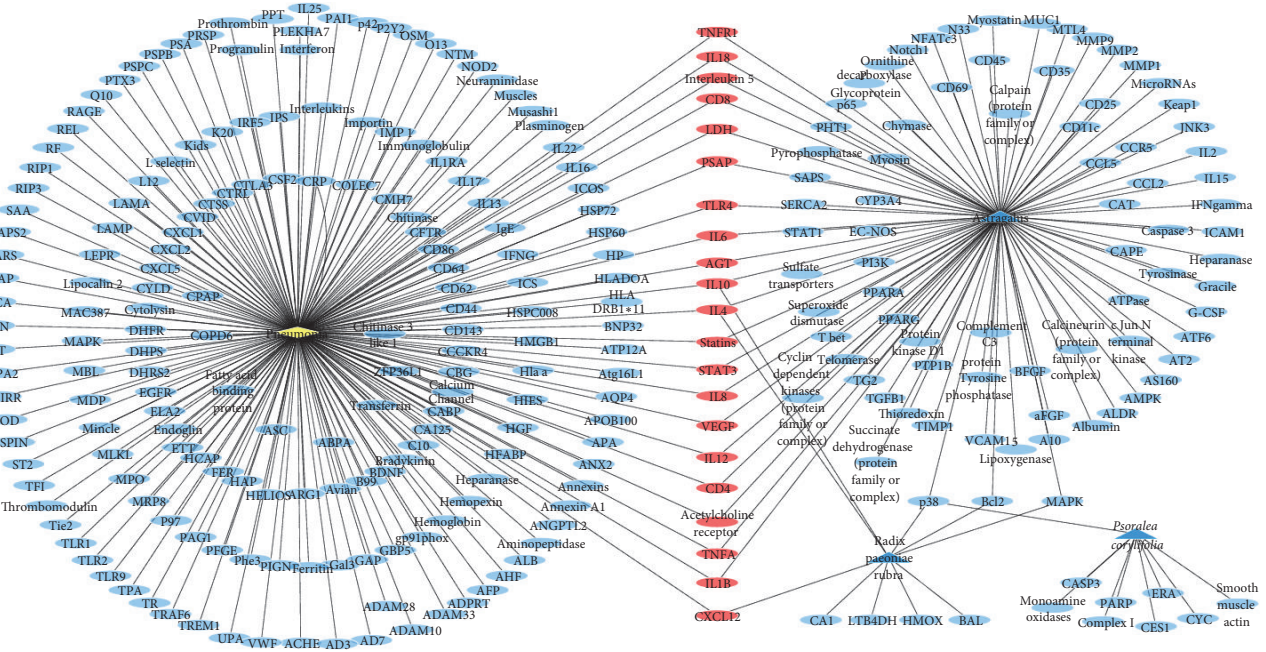 IL25
PPT
PAI1
Prothrombin
p42
P2Y2
PRSP
PLEKHA7
OSM
PSA
Progranulin
Interferon
O13
PSPB
NTM
PSPC
NOD2
PTX3
Neuraminidase
Q10
Muscles
RAGE
Interleukins
Musashi1
IRF5
IPS
Importin
Plasminogen
REL
K20
IMP 1
RF
Kids
Immunoglobulin
IL22
RIP1
L selectin
IL1RA
IL16
RIP3
L12
CTLA3
CSF2
CRP
COLEC7
IL17
ICOS
CTRL
SAA
LAMA
CTSS
CMH7
IL13
HSP72
CVID
Chitinase
APS2
LAMP
CXCL1
CFTR
IgE
HSP60
ARS
LEPR
CXCL2
CD86
IFNG
HP
AP
Lipocalin 2
CXCL5
CD64
ICS
HLADOA
CYLD
CPAP
CD62
HLA
DRB1*11
CA
MAC387
Cytolysin
CD44
HSPC008
N
DHFR
COPD6
Pneumonia
Chitinase 3
like 1
CD143
BNP32
T
MAPK
DHPS
CCCKR4
HMGB1
ATP12A
PA2
MBL
DHRS2
Fatty acid
binding
protein
ZFP36L1
CBG
Hla a
Atg16L1
IRR
MDP
EGFR
Transferrin
Calcium
Channel
HIES
AQP4
OD
ELA2
CABP
APOB100
SPIN
Mincle
Endoglin
ASC
ABPA
CA125
HGF
APA
ST2
MLKL
ETT
HCAP
C10
HFABP
ANX2
TFI
MPO
FER
HAP
Bradykinin
BDNF
Heparanase
Annexins
Thrombomodulin
MRP8
HELIOS
ARG1
Avian
B99
Hemopexin
Annexin A1
Tie2
P97
Hemoglobin
ANGPTL2
TLR1
PAG1
gp91phox
Aminopeptidase
TLR2
PFGE
Phe3
PIGN
Ferritin
Gal3
GAP
GBP5
ALB
TLR9
AHF
TPA
AFP
TR
ADPRT
TRAF6
ADAM28
ADAM33
TREM1
ADAM10
UPA
VWF
ACHE
AD3
AD7
TNFR1
IL18
Interleukin 5
CD8
LDH
PSAP
TLR4
IL6
AGT
IL10
IL4
Statins
STAT3
IL8
VEGF
IL12
CD4
Acetylcholine
receptor
TNFA
IL1B
CXCL12
Myostatin
MUC1
N33
MTL4
NFATc3
MMP9
Notch1
MMP2
Ornithine
decarboxylase
CD45
CD35
MMP1
Glycoprotein
CD69
Calpain
(protein
family or
complex)
MicroRNAs
p65
CD25
Keap1
PHT1
Chymase
CD11c
JNK3
Pyrophosphatase
Myosin
CCR5
IL2
CCL5
SAPS
CCL2
IL15
SERCA2
CYP3A4
CAT
IFNgamma
Astragalus
STAT1
EC-NOS
Caspase 3
ICAM1
Sulfate
transporters
PI3K
CAPE
Heparanase
Tyrosinase
Gracile
PPARA
ATPase
G-CSF
Superoxide
dismutase
PPARG
Complement
C3
Calcineurin
(protein
family or
complex)
c Jun N
terminal
kinase
ATF6
T bet
Protein
kinase D1
Cyclin
dependent
kinases
(protein
family or
complex)
Telomerase
PTP1B
protein
Tyrosine
phosphatase
BFGF
AT2
TG2
AS160
TGFB1
AMPK
Thioredoxin
TIMP1
aFGF
ALDR
Albumin
Succinate
dehydrogenase
(protein
family or
complex)
VCAM15
A10
Lipoxygenase
p38
Bcl2
MAPK
Radix
paeoniae
rubra
Psoralea
corylifolia
CA1
LTB4DH
HMOX
BAL
CASP3
Monoamine
oxidases
PARP
Complex I
ERA
CES1
CYC
Smooth
muscle
actin